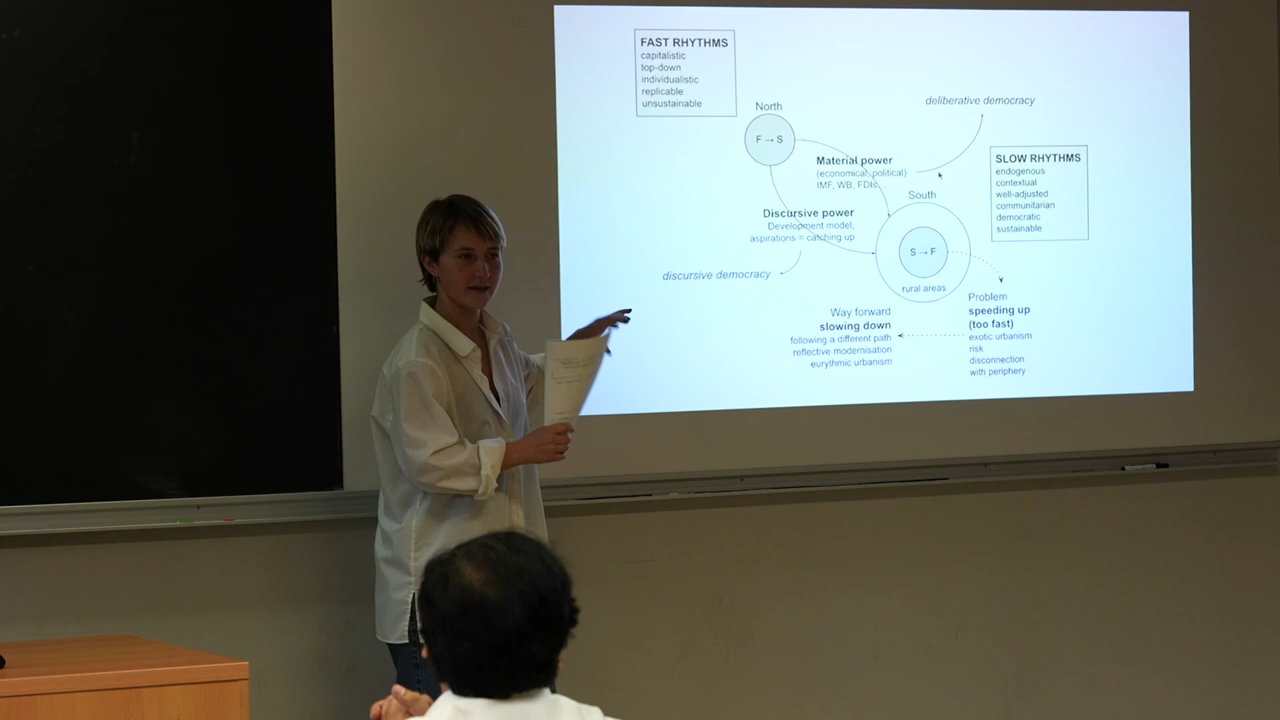 FAST RHYTHMS
capitalistic
top-down
individualistic
replicable
unsustainable
North
F → S
deliberative democracy
Material power
(economical, political)
IMF, WB, FDIs...
SLOW RHYTHMS
endogenous
contextual
well-adjusted
communitarian
democratic
sustainable
South
Discursive power
Development model,
aspirations = catching up
S → F
rural areas
discursive democracy
Problem
speeding up
(too fast)
exotic urbanism
risk
disconnection
with periphery
Way forward
slowing down
following a different path
reflective modernisation
eurythmic urbanism